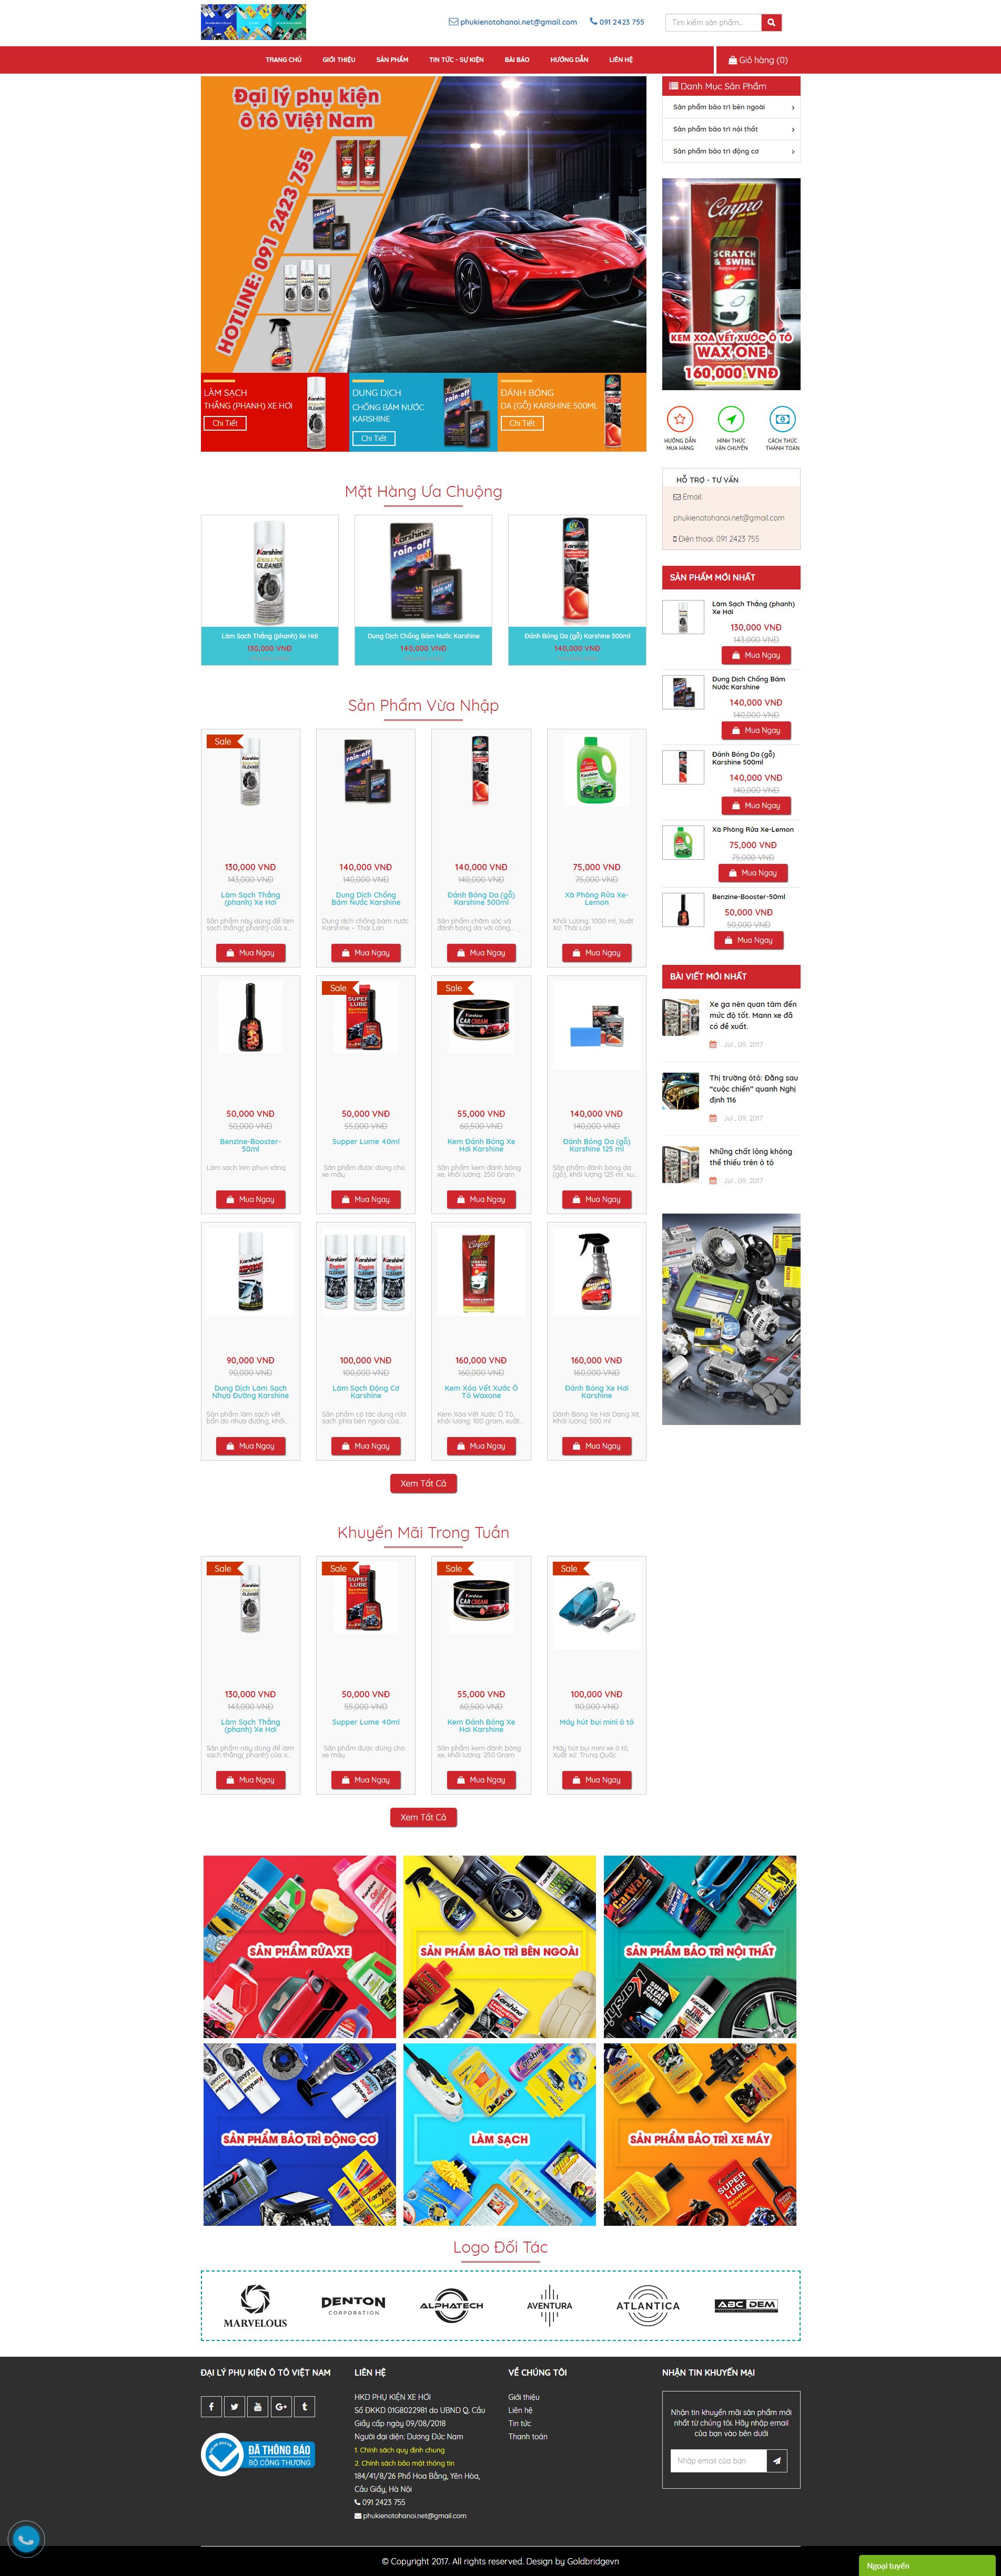 phukienotohanoi.net@gmail.com
091 2423 755
Tìm kiếm sản phẩm...
TRANG CHỦ
GIỚI THIỆU
SẢN PHẨM
TIN TỨC - SỰ KIỆN
BÀI BÁO
HƯỚNG DẪN
LIÊN HỆ
Giỏ hàng (0)
Đại lý phụ kiện
ô tô Việt Nam
HOTLINE: 091 2423 755
LÀM SẠCH
THẮNG (PHANH) XE HƠI
Chi Tiết
DUNG DỊCH
CHỐNG BÁM NƯỚC
KARSHINE
Chi Tiết
ĐÁNH BÓNG
DA (GỖ) KARSHINE 500ML
Chi Tiết
Danh Mục Sản Phẩm
Sản phẩm bảo trì bên ngoài
Sản phẩm bảo trì nội thất
Sản phẩm bảo trì động cơ
Carpro
SCRATCH
& SWIRL
KEM XOA VẾT XƯỚC Ô TÔ
WAX ONE
160,000 VNĐ
HƯỚNG DẪN
MUA HÀNG
HÌNH THỨC
VẬN CHUYỂN
CÁCH THỨC
THANH TOÁN
HỖ TRỢ - TƯ VẤN
Email:
phukienotohanoi.net@gmail.com
Điện thoại: 091 2423 755
SẢN PHẨM MỚI NHẤT
Làm Sạch Thắng (phanh)
Xe Hơi
130,000 VNĐ
143,000 VNĐ
Mua Ngay
Dung Dịch Chống Bám
Nước Karshine
140,000 VNĐ
140,000 VNĐ
Mua Ngay
Đánh Bóng Da (gỗ)
Karshine 500ml
140,000 VNĐ
140,000 VNĐ
Mua Ngay
Xà Phòng Rửa Xe-Lemon
75,000 VNĐ
75,000 VNĐ
Mua Ngay
Benzine-Booster-50ml
50,000 VNĐ
50,000 VNĐ
Mua Ngay
BÀI VIẾT MỚI NHẤT
Xe ga nên quan tâm đến
mức độ tốt. Mann xe đã
có đề xuất.
Jul , 09, 2017
Thị trường ôtô: Đằng sau
"cuộc chiến" quanh Nghị
định 116
Jul , 09, 2017
Những chất lỏng không
thể thiếu trên ô tô
Jul , 09, 2017
Mặt Hàng Ưa Chuộng
Làm Sạch Thắng (phanh) Xe Hơi
130,000 VNĐ
Dung Dịch Chống Bám Nước Karshine
140,000 VNĐ
Đánh Bóng Da (gỗ) Karshine 500ml
140,000 VNĐ
Sản Phẩm Vừa Nhập
Sale
130,000 VNĐ
143,000 VNĐ
Làm Sạch Thắng
(phanh) Xe Hơi
Sản phẩm này dùng để làm
sạch thắng( phanh) của x...
Mua Ngay
140,000 VNĐ
140,000 VNĐ
Dung Dịch Chống
Bám Nước Karshine
Dung dịch chống bám nước
Karshine – Thái Lan
Mua Ngay
140,000 VNĐ
140,000 VNĐ
Đánh Bóng Da (gỗ)
Karshine 500ml
Sản phẩm chăm sóc và
đánh bóng da với công...
Mua Ngay
75,000 VNĐ
75,000 VNĐ
Xà Phòng Rửa Xe-
Lemon
Khối Lượng: 1000 ml, Xuất
Xứ: Thái Lan
Mua Ngay
50,000 VNĐ
50,000 VNĐ
Benzine-Booster-
50ml
Làm sạch kim phun xăng
Mua Ngay
Sale
50,000 VNĐ
55,000 VNĐ
Supper Lume 40ml
Sản phẩm được dùng cho
xe máy
Mua Ngay
Sale
55,000 VNĐ
60,500 VNĐ
Kem Đánh Bóng Xe
Hơi Karshine
Sản phẩm kem đánh bóng
xe, khối lượng: 250 Gram
Mua Ngay
140,000 VNĐ
140,000 VNĐ
Đánh Bóng Da (gỗ)
Karshine 125 ml
Sản phẩm đánh bóng da
(gỗ), khối lượng 125 ml, xu...
Mua Ngay
90,000 VNĐ
90,000 VNĐ
Dung Dịch Làm Sạch
Nhựa Đường Karshine
Sản phẩm làm sạch vết
bẩn do nhựa đường, khối...
Mua Ngay
100,000 VNĐ
100,000 VNĐ
Làm Sạch Động Cơ
Karshine
Sản phẩm có tác dụng rửa
sạch phía bên ngoài của...
Mua Ngay
160,000 VNĐ
160,000 VNĐ
Kem Xóa Vết Xước Ô
Tô Waxone
Kem Xóa Vết Xước Ô Tô,
khối lượng: 100 gram, xuất...
Mua Ngay
160,000 VNĐ
160,000 VNĐ
Đánh Bóng Xe Hơi
Karshine
Đánh Bóng Xe Hơi Dạng Xịt,
Khối lượng: 500 ml
Mua Ngay
Xem Tất Cả
Khuyến Mãi Trong Tuần
Sale
130,000 VNĐ
143,000 VNĐ
Làm Sạch Thắng
(phanh) Xe Hơi
Sản phẩm này dùng để làm
sạch thắng( phanh) của x...
Mua Ngay
Sale
50,000 VNĐ
55,000 VNĐ
Supper Lume 40ml
Sản phẩm được dùng cho
xe máy
Mua Ngay
Sale
55,000 VNĐ
60,500 VNĐ
Kem Đánh Bóng Xe
Hơi Karshine
Sản phẩm kem đánh bóng
xe, khối lượng: 250 Gram
Mua Ngay
Sale
100,000 VNĐ
110,000 VNĐ
Máy hút bụi mini ô tô
Máy hút bụi mini xe ô tô,
Xuất xứ: Trung Quốc
Mua Ngay
Xem Tất Cả
SẢN PHẨM RỬA XE
SẢN PHẨM BẢO TRÌ BÊN NGOÀI
SẢN PHẨM BẢO TRÌ NỘI THẤT
SẢN PHẨM BẢO TRÌ ĐỘNG CƠ
LÀM SẠCH
SẢN PHẨM BẢO TRÌ XE MÁY
Logo Đối Tác
MARVELOUS
DENTON
CORPORATION
ALPHATECH
AVENTURA
ATLANTICA
ABC DEM
ĐẠI LÝ PHỤ KIỆN Ô TÔ VIỆT NAM
ĐÃ THÔNG BÁO
BỘ CÔNG THƯƠNG
LIÊN HỆ
HKD PHỤ KIỆN XE HƠI
Số ĐKKD 01G8022981 do UBND Q. Cầu
Giấy cấp ngày 09/08/2018
Người đại diện: Dương Đức Nam
1. Chính sách quy định chung
2. Chính sách bảo mật thông tin
184/41/8/26 Phố Hoa Bằng, Yên Hòa,
Cầu Giấy, Hà Nội
091 2423 755
phukienotohanoi.net@gmail.com
VỀ CHÚNG TÔI
Giới thiệu
Liên hệ
Tin tức
Thanh toán
NHẬN TIN KHUYẾN MẠI
Nhận tin khuyến mãi sản phẩm mới
nhất từ chúng tôi. Hãy nhập email
của bạn vào bên dưới
Nhập email của bạn
© Copyright 2017. All rights reserved. Design by Goldbridgevn
Ngoại tuyến